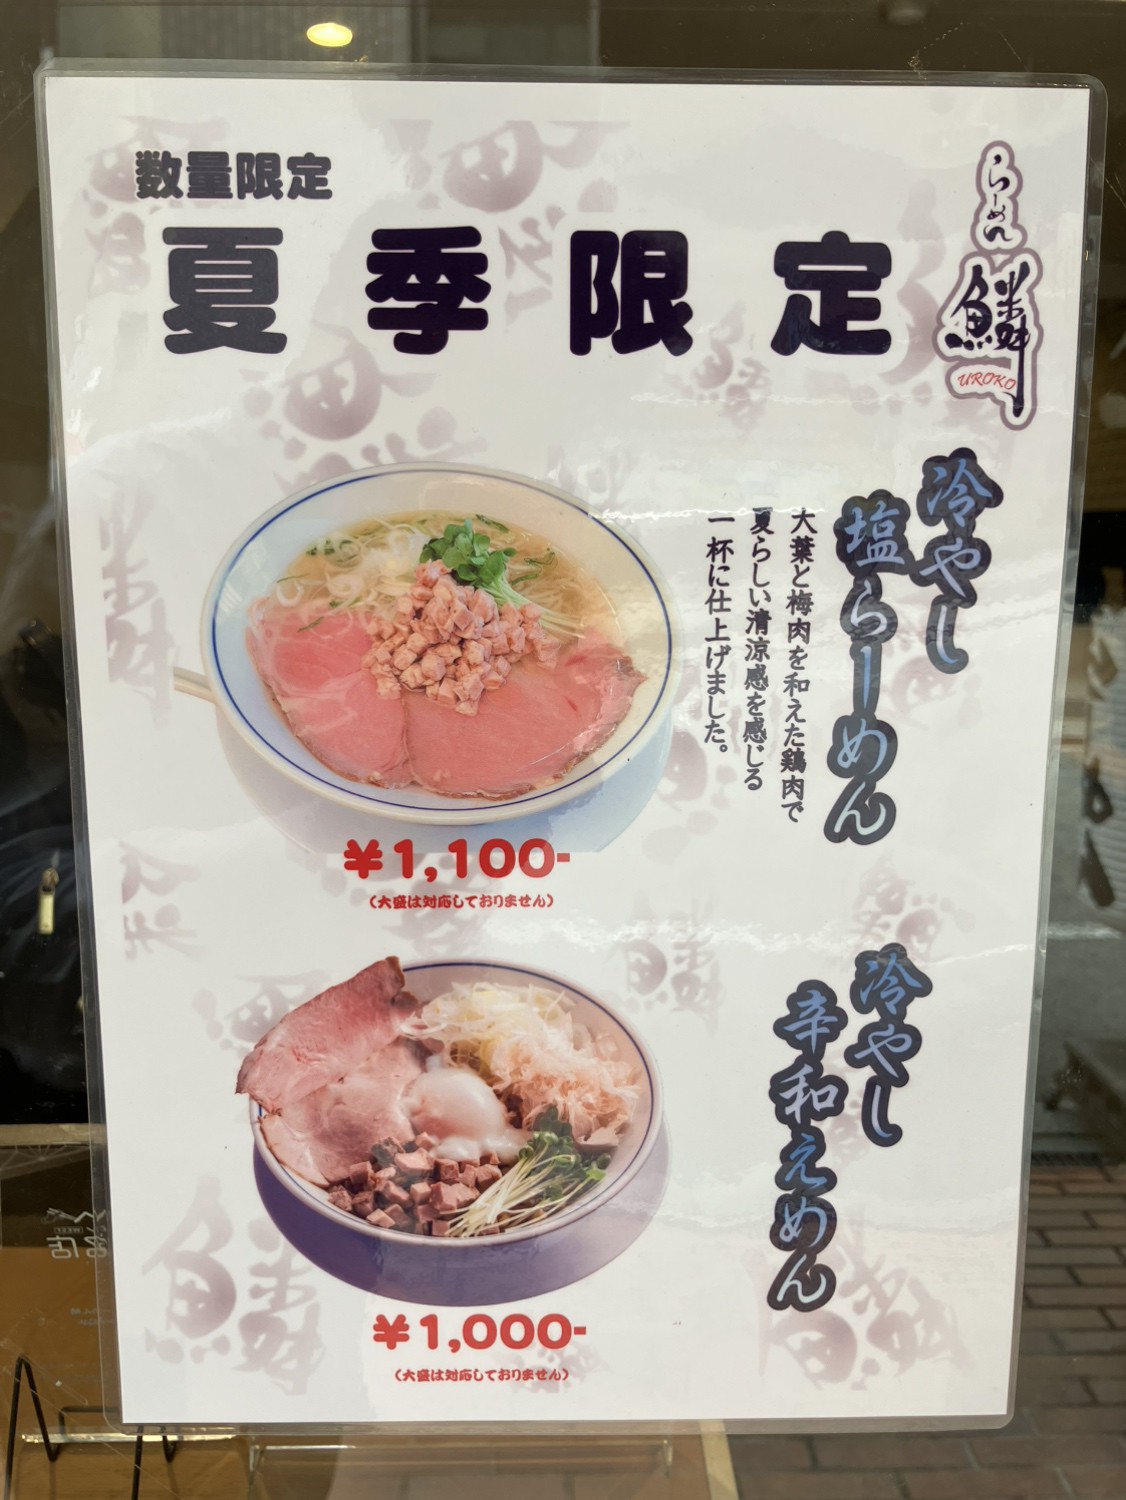 数量限定
夏季限定
らーめん
鱗
UROKO
冷やし
塩らーめん
大葉と梅肉を和えた鶏肉で
夏らしい清涼感を感じる
一杯に仕上げました。
¥1,100-
(大盛は対応しておりません)
冷やし
辛和えめん
¥1,000-
(大盛は対応しておりません)